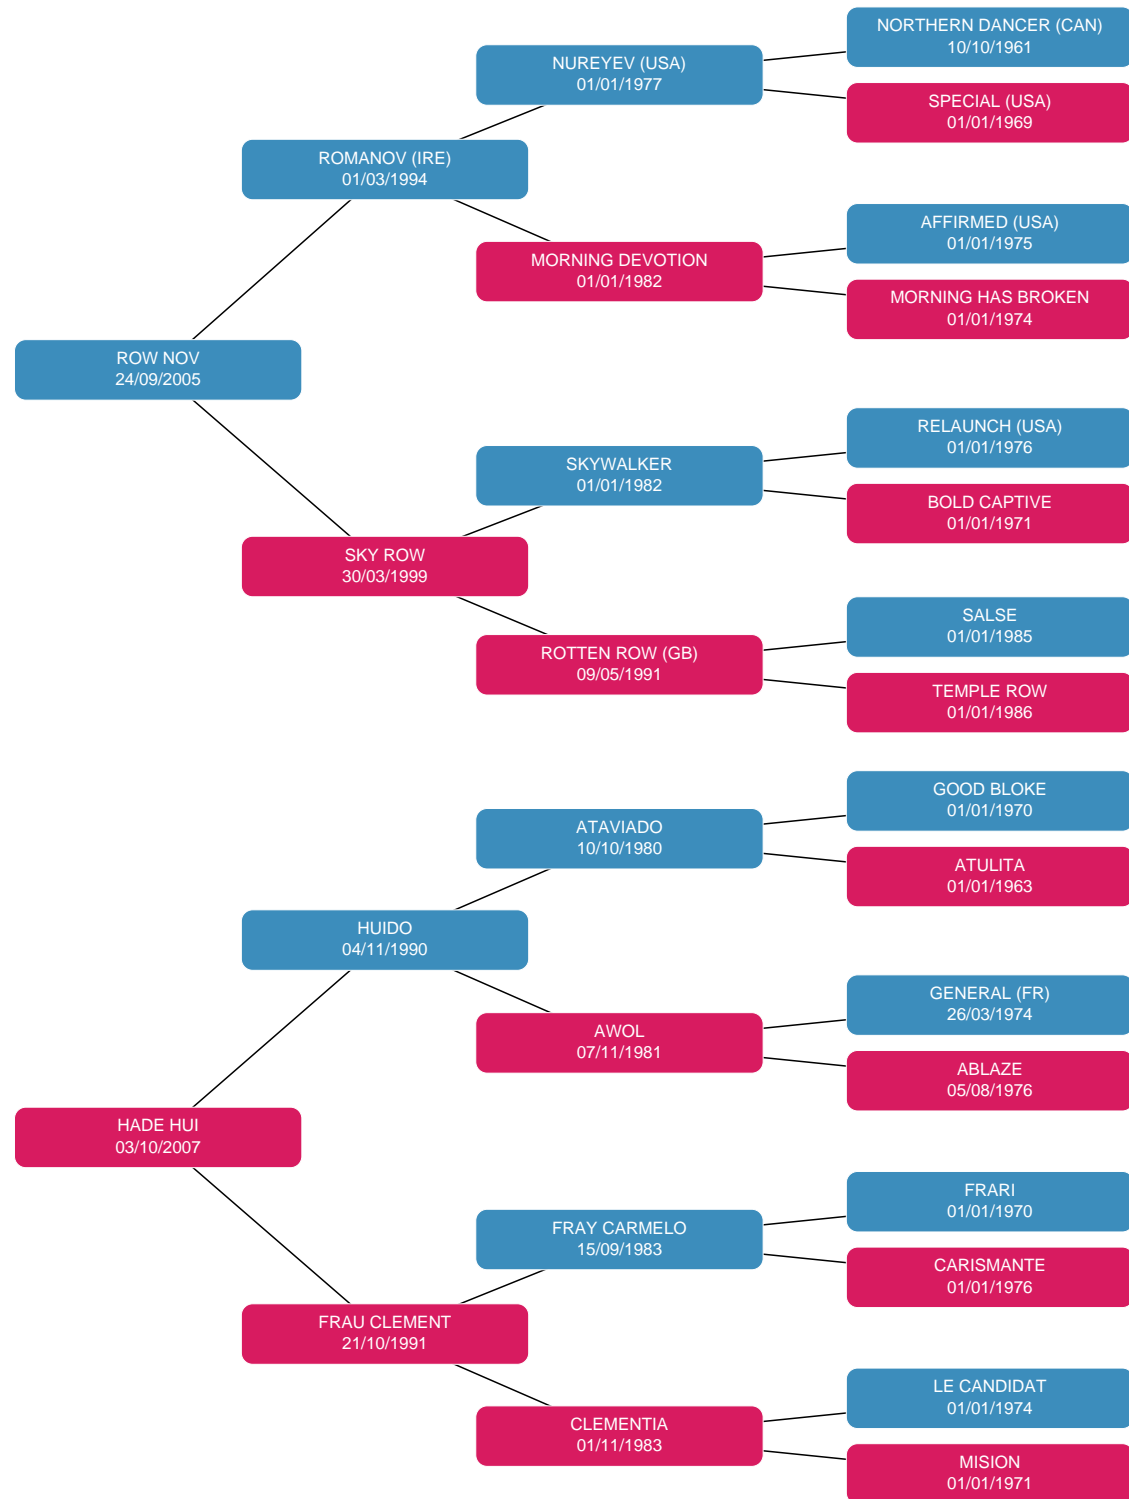 NORTHERN DANCER (CAN)
10/10/1961
NUREYEV (USA)
01/01/1977
SPECIAL (USA)
01/01/1969
ROMANOV (IRE)
01/03/1994
AFFIRMED (USA)
01/01/1975
MORNING DEVOTION
01/01/1982
MORNING HAS BROKEN
01/01/1974
ROW NOV
24/09/2005
RELAUNCH (USA)
01/01/1976
SKYWALKER
01/01/1982
BOLD CAPTIVE
01/01/1971
SKY ROW
30/03/1999
SALSE
01/01/1985
ROTTEN ROW (GB)
09/05/1991
TEMPLE ROW
01/01/1986
GOOD BLOKE
01/01/1970
ATAVIADO
10/10/1980
ATULITA
01/01/1963
HUIDO
04/11/1990
GENERAL (FR)
26/03/1974
AWOL
07/11/1981
ABLAZE
05/08/1976
HADE HUI
03/10/2007
FRARI
01/01/1970
FRAY CARMELO
15/09/1983
CARISMANTE
01/01/1976
FRAU CLEMENT
21/10/1991
LE CANDIDAT
01/01/1974
CLEMENTIA
01/11/1983
MISION
01/01/1971